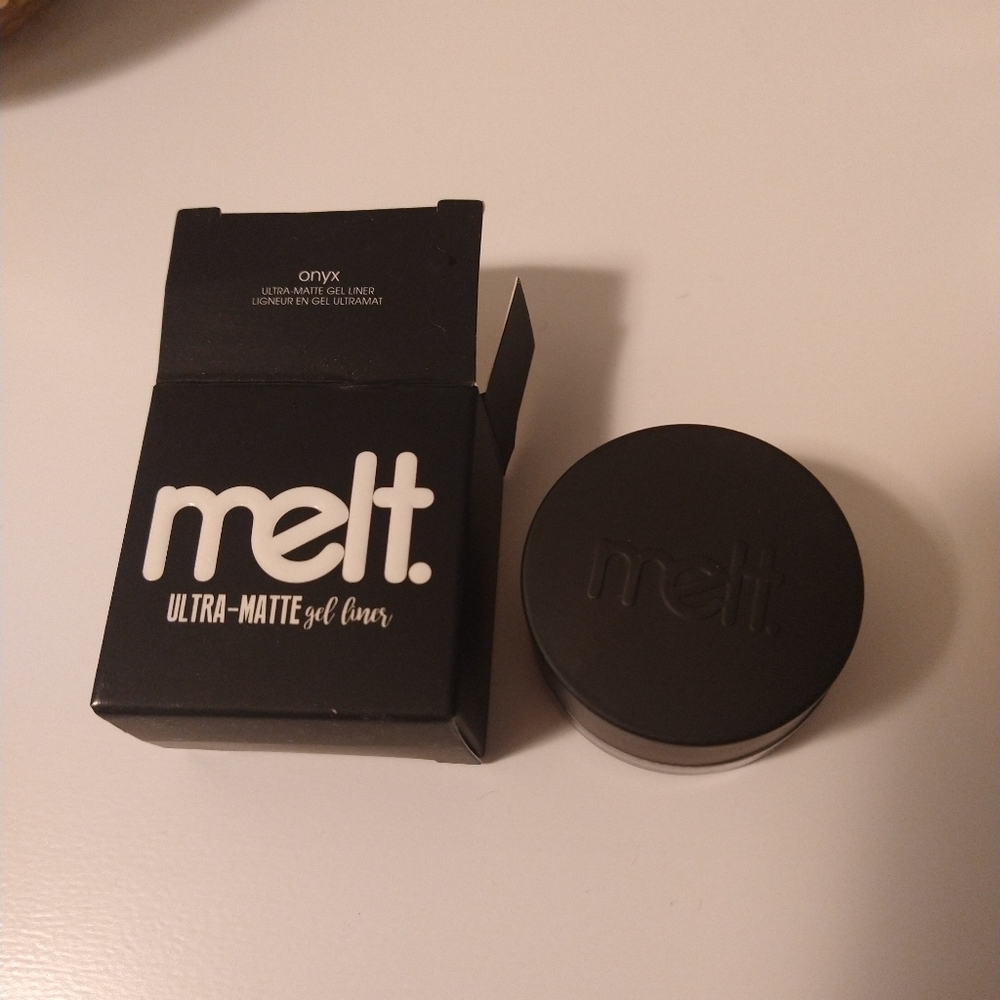 onyx
ULTRA-MATTE GEL LINER
LIGNEUR EN GEL ULTRAMAT
melt.
ULTRA-MATTE gel liner
melt.